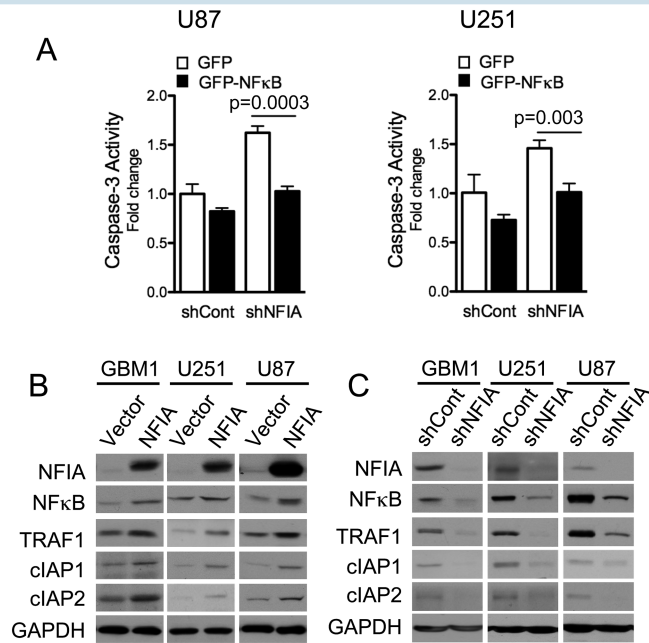 U87
U251
A
GFP
GFP-NFκB
p=0.0003
Caspase-3 Activity
Fold change
2.0
1.5
1.0
0.5
0.0
shCont shNFIA
GFP
GFP-NFκB
p=0.003
Caspase-3 Activity
Fold change
2.0
1.5
1.0
0.5
0.0
shCont shNFIA
B
GBM1 U251 U87
Vector NFIA Vector NFIA Vector NFIA
NFIA
NFκB
TRAF1
cIAP1
cIAP2
GAPDH
C
GBM1 U251 U87
shCont shNFIA shCont shNFIA shCont shNFIA
NFIA
NFκB
TRAF1
cIAP1
cIAP2
GAPDH